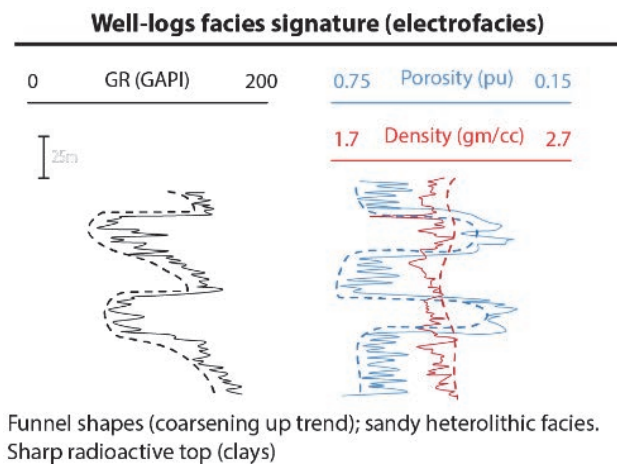 Well-logs facies signature (electrofacies)
0 GR (GAPI) 200
0.75 Porosity (pu) 0.15
1.7 Density (gm/cc) 2.7
25m
Funnel shapes (coarsening up trend); sandy heterolithic facies.
Sharp radioactive top (clays)